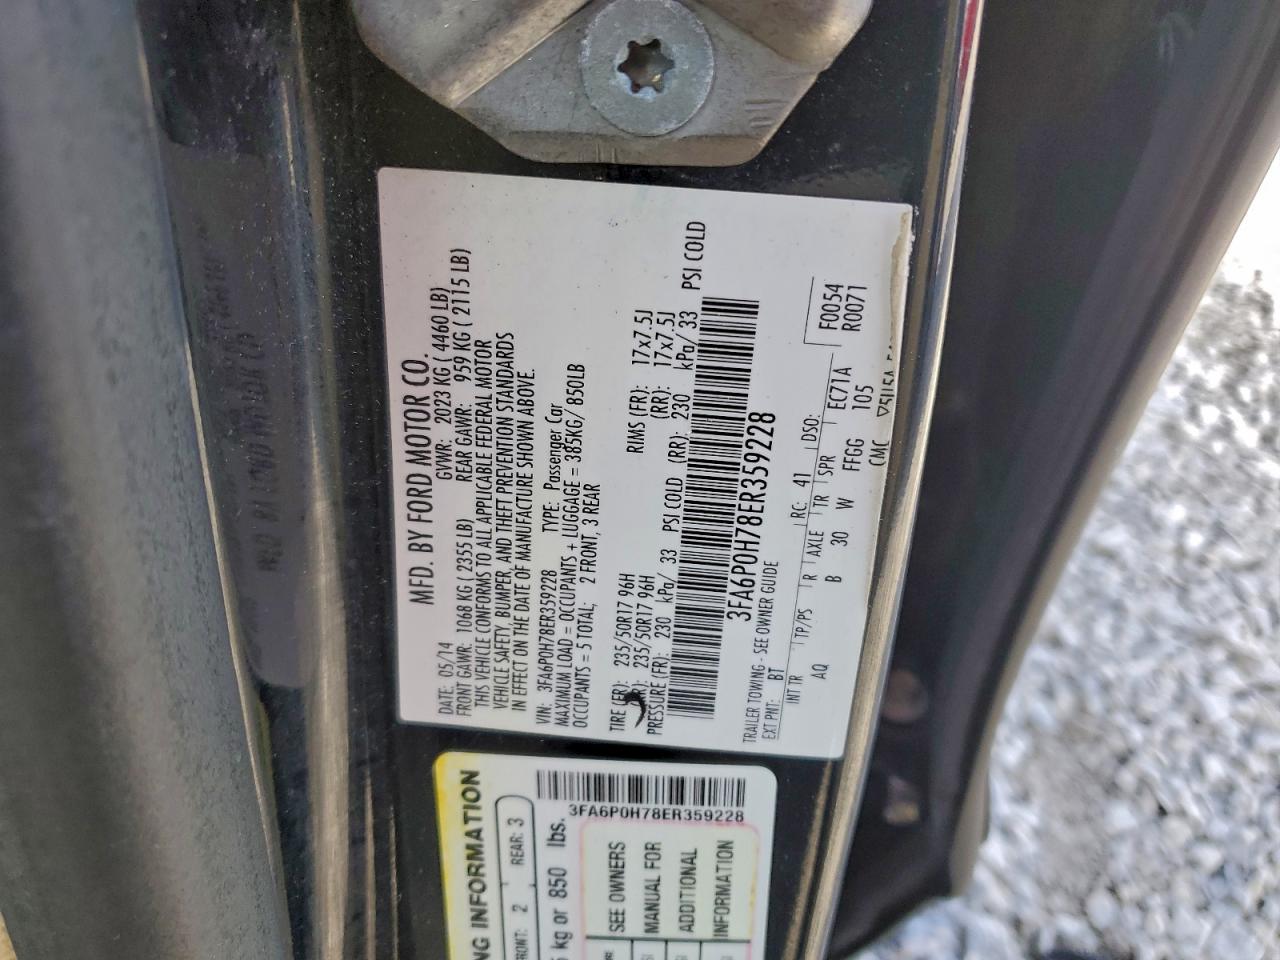 MFD. BY FORD MOTOR CO.
DATE: 05/14 GVWR: 2023 KG ( 4460 LB)
FRONT GAWR: 1068 KG ( 2355 LB) REAR GAWR: 959 KG ( 2115 LB)
THIS VEHICLE CONFORMS TO ALL APPLICABLE FEDERAL MOTOR
VEHICLE SAFETY, BUMPER, AND THEFT PREVENTION STANDARDS
IN EFFECT ON THE DATE OF MANUFACTURE SHOWN ABOVE.
VIN: 3FA6P0H78ER359228 TYPE: Passenger Car
MAXIMUM LOAD = OCCUPANTS + LUGGAGE = 385KG/ 850LB
OCCUPANTS = 5 TOTAL; 2 FRONT, 3 REAR
TIRE (FR): 235/50R17 96H RIMS (FR): 17x7.5J
235/50R17 96H (RR): 17x7.5J
PRESSURE (FR): 230 kPa/ 33 PSI COLD (RR): 230 kPa/ 33 PSI COLD
3FA6P0H78ER359228
TRAILER TOWING - SEE OWNER GUIDE
EXT PNT: BT RC: 41 DSO: F0054
R0071
INT TR TP/PS R AXLE TR SPR EC71A
AQ B 30 W FFGG 105
CMC
NG INFORMATION
FRONT: 2 REAR: 3
3FA6P0H78ER359228
5 kg or 850 lbs.
SEE OWNERS
MANUAL FOR
ADDITIONAL
INFORMATION